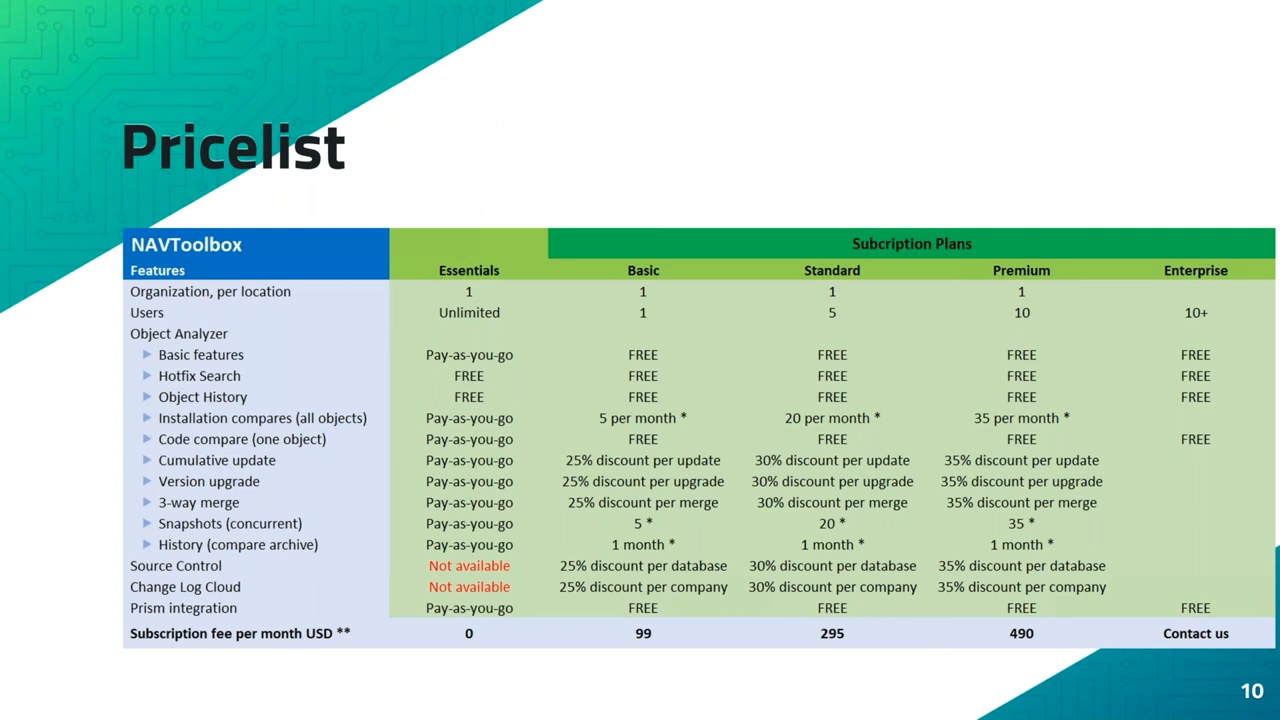 Pricelist
NAVToolbox Subcription Plans
Features Essentials Basic Standard Premium Enterprise
Organization, per location 1 1 1 1
Users Unlimited 1 5 10 10+
Object Analyzer
Basic features Pay-as-you-go FREE FREE FREE FREE
Hotfix Search FREE FREE FREE FREE FREE
Object History FREE FREE FREE FREE FREE
Installation compares (all objects) Pay-as-you-go 5 per month * 20 per month * 35 per month *
Code compare (one object) Pay-as-you-go FREE FREE FREE FREE
Cumulative update Pay-as-you-go 25% discount per update 30% discount per update 35% discount per update
Version upgrade Pay-as-you-go 25% discount per upgrade 30% discount per upgrade 35% discount per upgrade
3-way merge Pay-as-you-go 25% discount per merge 30% discount per merge 35% discount per merge
Snapshots (concurrent) Pay-as-you-go 5 * 20 * 35 *
History (compare archive) Pay-as-you-go 1 month * 1 month * 1 month *
Source Control Not available 25% discount per database 30% discount per database 35% discount per database
Change Log Cloud Not available 25% discount per company 30% discount per company 35% discount per company
Prism integration Pay-as-you-go FREE FREE FREE FREE
Subscription fee per month USD ** 0 99 295 490 Contact us
10